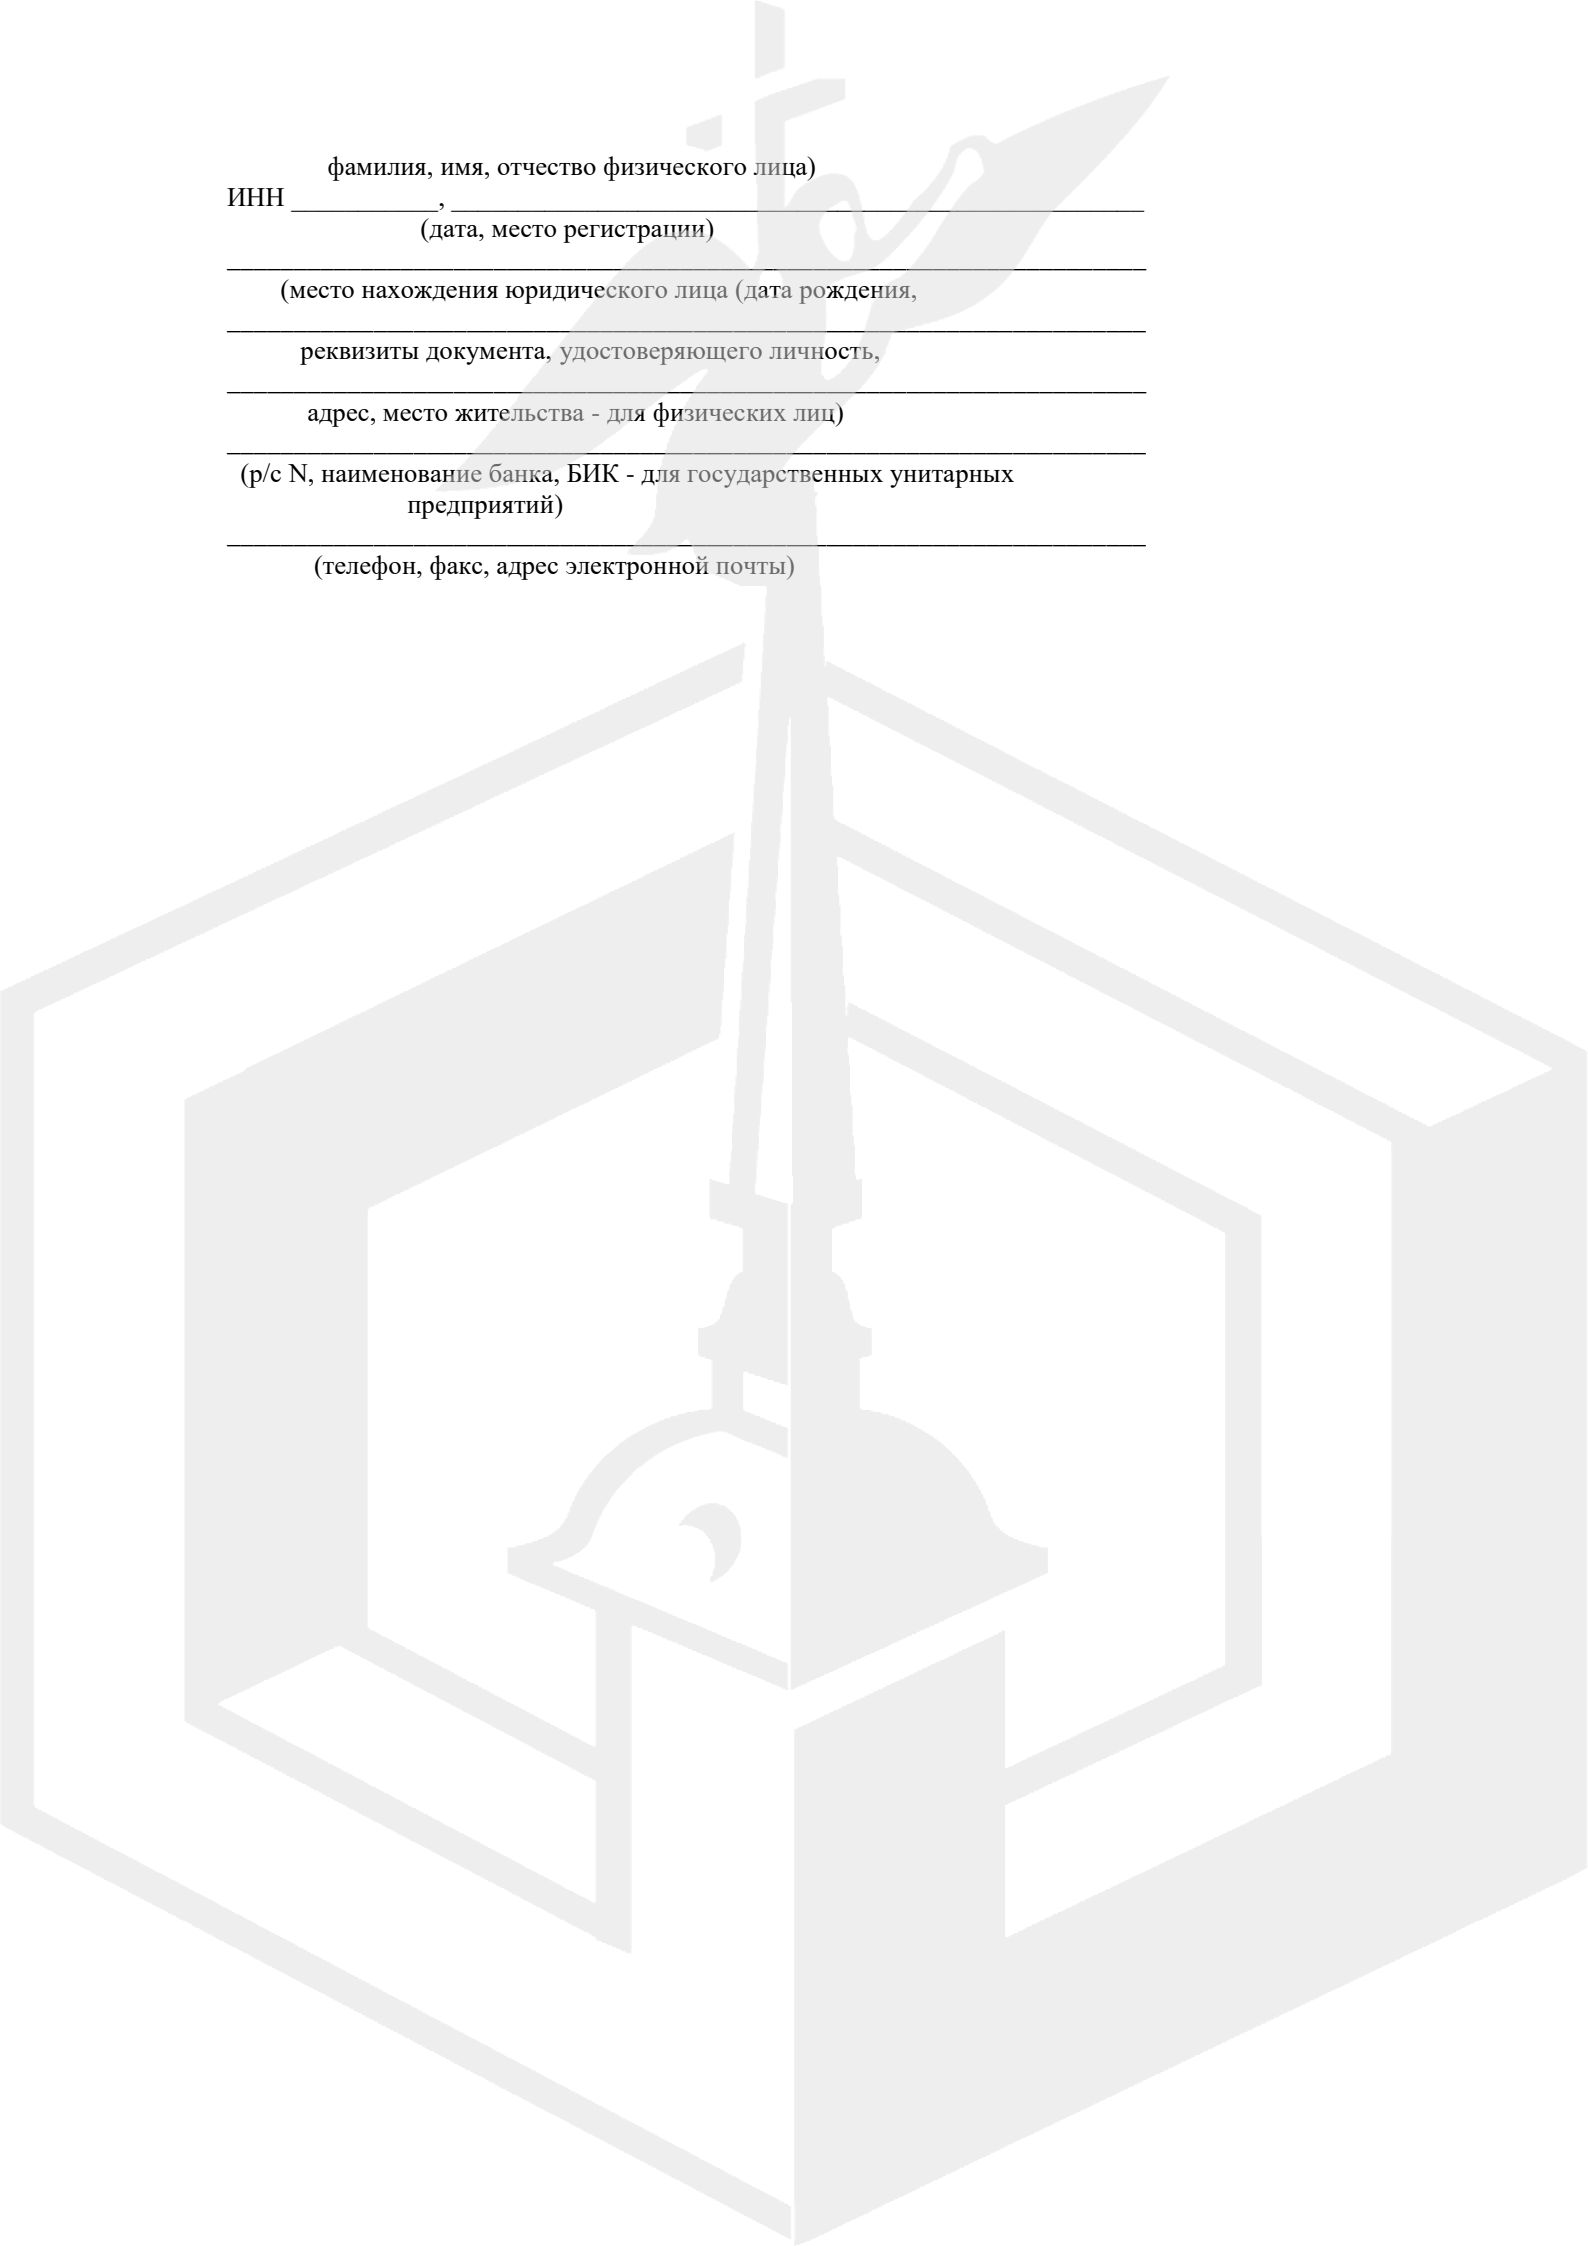 фамилия, имя, отчество физического лица)
ИНН ___________, ____________________________________________________
(дата, место регистрации)
_____________________________________________________________________
(место нахождения юридического лица (дата рождения,
_____________________________________________________________________
реквизиты документа, удостоверяющего личность,
_____________________________________________________________________
адрес, место жительства - для физических лиц)
_____________________________________________________________________
(р/с N, наименование банка, БИК - для государственных унитарных
предприятий)
_____________________________________________________________________
(телефон, факс, адрес электронной почты)